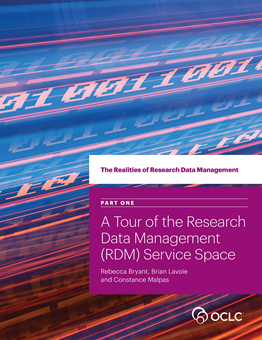 The Realities of Research Data Management
PART ONE
A Tour of the Research
Data Management
(RDM) Service Space
Rebecca Bryant, Brian Lavoie
and Constance Malpas
OCLC